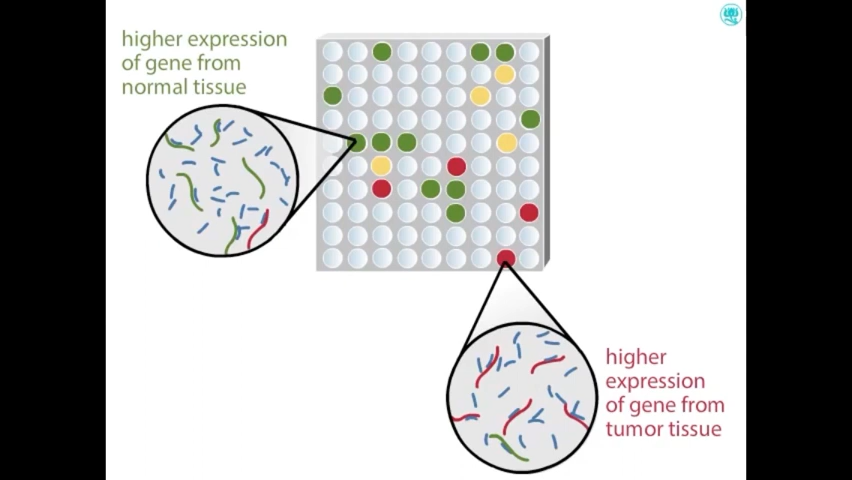 higher expression
of gene from
normal tissue
higher
expression
of gene from
tumor tissue